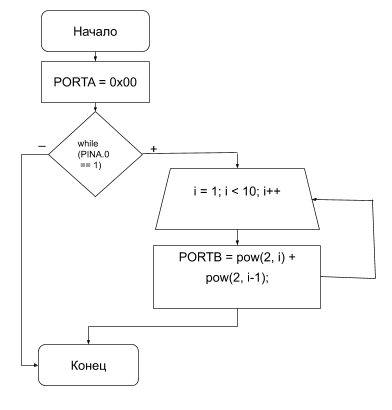 Начало
PORTA = 0x00
while
(PINA.0
== 1)
–
+
i = 1; i < 10; i++
PORTB = pow(2, i) +
pow(2, i-1);
Конец